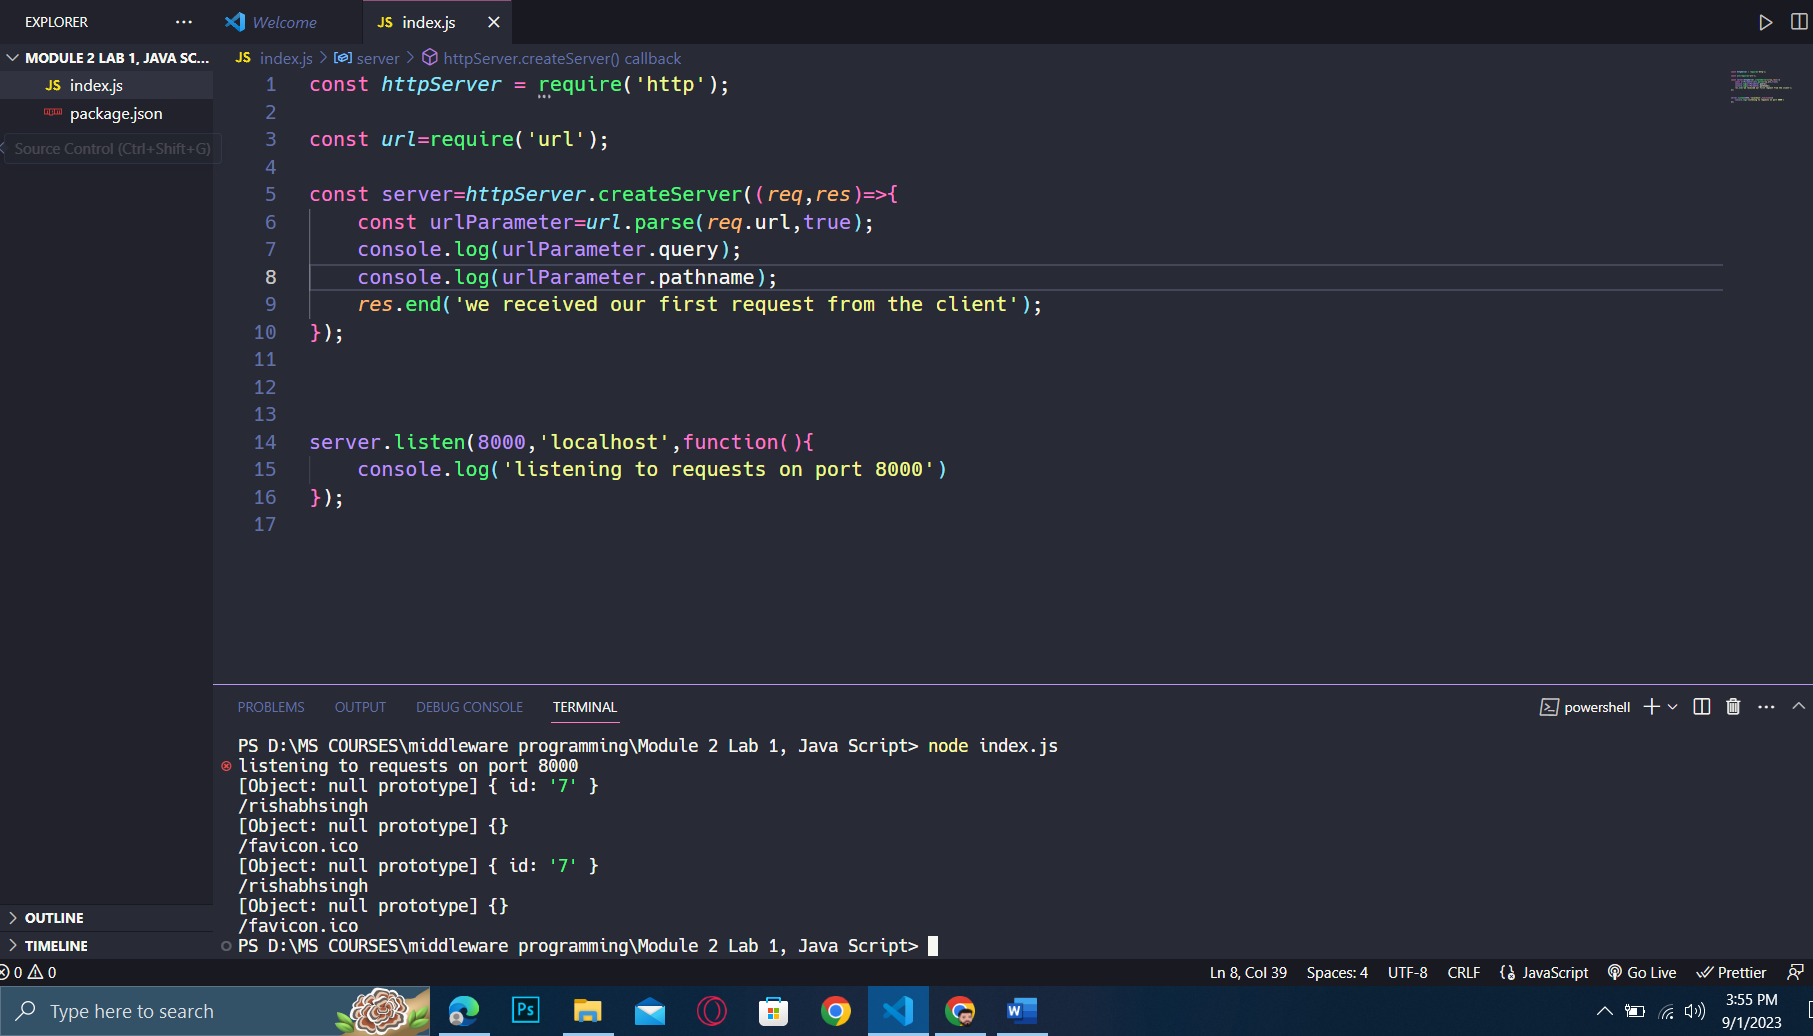 EXPLORER ··· Welcome JS index.js
MODULE 2 LAB 1, JAVA SC...
JS index.js
package.json
Source Control (Ctrl+Shift+G)
JS index.js > server > httpServer.createServer() callback
1 const httpServer = require('http');
2
3 const url=require('url');
4
5 const server=httpServer.createServer((req,res)=>{
6 const urlParameter=url.parse(req.url,true);
7 console.log(urlParameter.query);
8 console.log(urlParameter.pathname);
9 res.end('we received our first request from the client');
10 });
11
12
13
14 server.listen(8000,'localhost',function(){
15 console.log('listening to requests on port 8000')
16 });
17
PROBLEMS OUTPUT DEBUG CONSOLE TERMINAL powershell
PS D:\MS COURSES\middleware programming\Module 2 Lab 1, Java Script> node index.js
listening to requests on port 8000
[Object: null prototype] { id: '7' }
/rishabhsingh
[Object: null prototype] {}
/favicon.ico
[Object: null prototype] { id: '7' }
/rishabhsingh
[Object: null prototype] {}
/favicon.ico
PS D:\MS COURSES\middleware programming\Module 2 Lab 1, Java Script>
OUTLINE
TIMELINE
0 0 Ln 8, Col 39 Spaces: 4 UTF-8 CRLF JavaScript Go Live Prettier
Type here to search
Ps
W
3:55 PM
9/1/2023